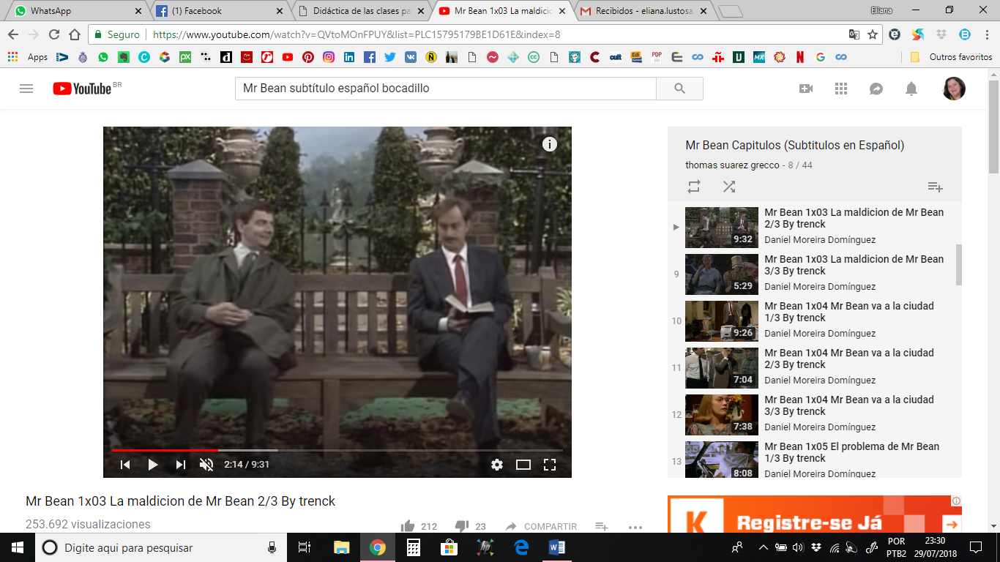 WhatsApp
(1) Facebook
Didáctica de las clases pa
Mr Bean 1x03 La maldici
Recibidos - eliana.lustosa
Eliana
Seguro
https://www.youtube.com/watch?v=QVtoMOnFPUY&list=PLC15795179BE1D61E&index=8
Apps
Outros favoritos
YouTube BR
Mr Bean subtítulo español bocadillo
2:14 / 9:31
Mr Bean 1x03 La maldicion de Mr Bean 2/3 By trenck
253.692 visualizaciones
212
23
COMPARTIR
Mr Bean Capitulos (Subtitulos en Español)
thomas suarez grecco - 8 / 44
9:32
Mr Bean 1x03 La maldicion de Mr Bean
2/3 By trenck
Daniel Moreira Domínguez
9
5:29
Mr Bean 1x03 La maldicion de Mr Bean
3/3 By trenck
Daniel Moreira Domínguez
10
9:26
Mr Bean 1x04 Mr Bean va a la ciudad
1/3 By trenck
Daniel Moreira Domínguez
11
7:04
Mr Bean 1x04 Mr Bean va a la ciudad
2/3 By trenck
Daniel Moreira Domínguez
12
7:38
Mr Bean 1x04 Mr Bean va a la ciudad
3/3 By trenck
Daniel Moreira Domínguez
13
8:08
Mr Bean 1x05 El problema de Mr Bean
1/3 By trenck
Daniel Moreira Domínguez
K
Registre-se Já
Digite aqui para pesquisar
POR
PTB2
23:30
29/07/2018